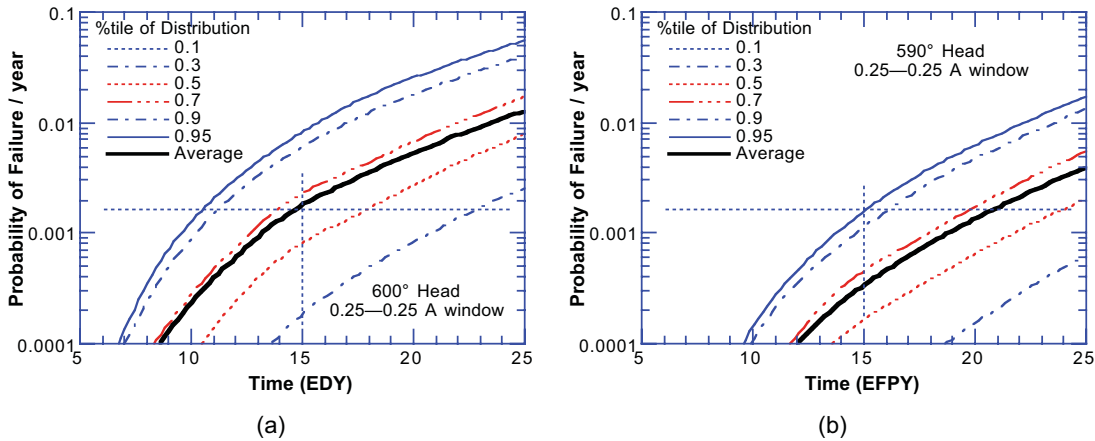 0.1
%tile of Distribution
0.1
0.3
0.5
0.7
0.9
0.95
Average
0.01
0.001
0.0001
Probability of Failure / year
600° Head
0.25—0.25 A window
5
10
15
20
25
Time (EDY)
(a)
0.1
%tile of Distribution
0.1
0.3
0.5
0.7
0.9
0.95
Average
590° Head
0.25—0.25 A window
0.01
0.001
0.0001
Probability of Failure / year
5
10
15
20
25
Time (EFPY)
(b)